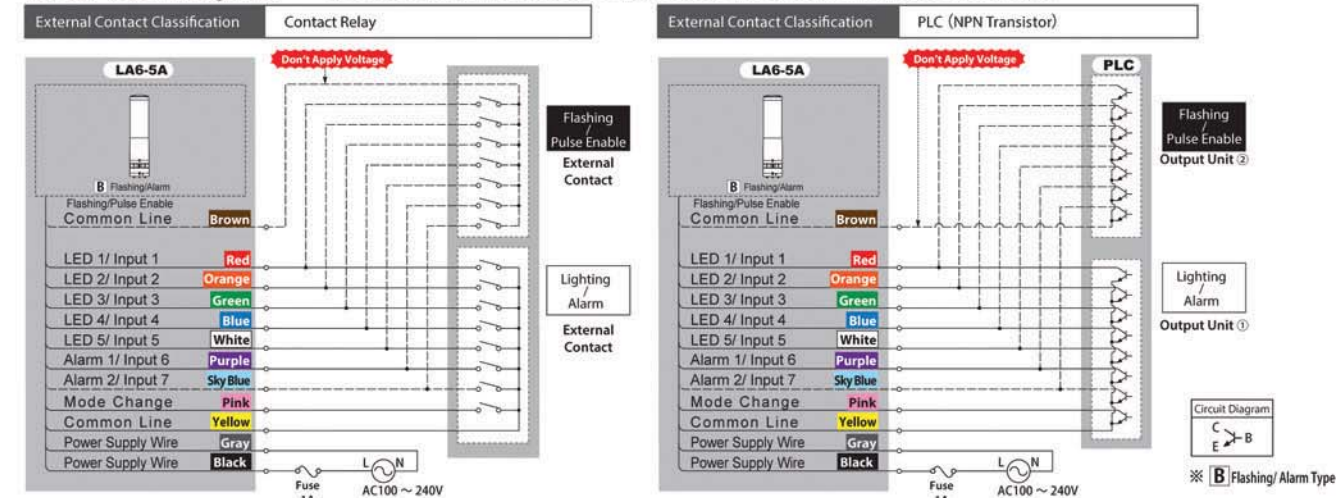 External Contact Classification Contact Relay
LA6-5A
Don't Apply Voltage
B Flashing/Alarm
Flashing/Pulse Enable
Common Line Brown
LED 1/ Input 1 Red
LED 2/ Input 2 Orange
LED 3/ Input 3 Green
LED 4/ Input 4 Blue
LED 5/ Input 5 White
Alarm 1/ Input 6 Purple
Alarm 2/ Input 7 Sky Blue
Mode Change Pink
Common Line Yellow
Power Supply Wire Gray
Power Supply Wire Black
Fuse
L N
AC100 ~ 240V
Flashing
/
Pulse Enable
External
Contact
Lighting
/
Alarm
External
Contact
External Contact Classification PLC (NPN Transistor)
LA6-5A
Don't Apply Voltage
PLC
B Flashing/Alarm
Flashing/Pulse Enable
Common Line Brown
LED 1/ Input 1 Red
LED 2/ Input 2 Orange
LED 3/ Input 3 Green
LED 4/ Input 4 Blue
LED 5/ Input 5 White
Alarm 1/ Input 6 Purple
Alarm 2/ Input 7 Sky Blue
Mode Change Pink
Common Line Yellow
Power Supply Wire Gray
Power Supply Wire Black
Fuse
L N
AC100 ~ 240V
Flashing
/
Pulse Enable
Output Unit ②
Lighting
/
Alarm
Output Unit ①
Circuit Diagram
C
B
E
※ B Flashing/ Alarm Type